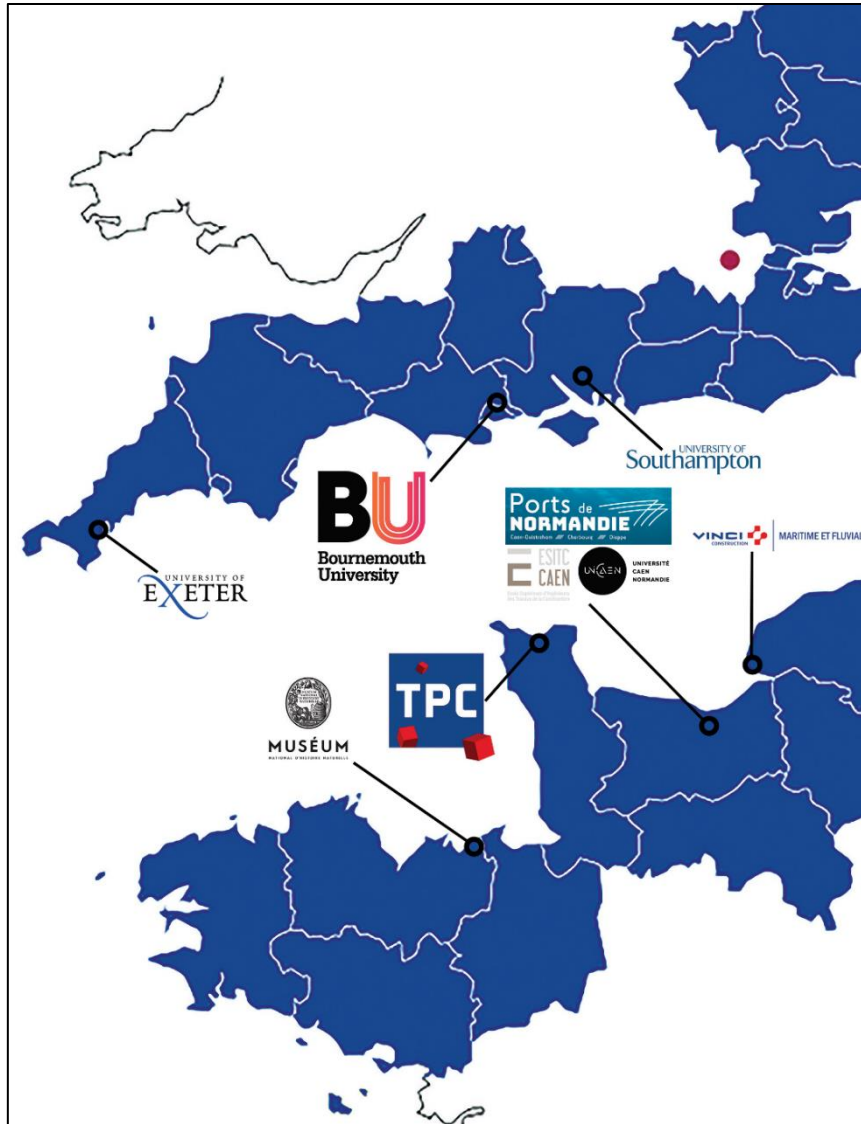 UNIVERSITY OF
Southampton
BU
Bournemouth
University
Ports de
NORMANDIE
Caen-Ouistreham Cherbourg Dieppe
ESITC
CAEN
UNICAEN
UNIVERSITÉ
CAEN
NORMANDIE
VINCI
CONSTRUCTION
MARITIME ET FLUVIAL
UNIVERSITY OF
EXETER
TPC
MUSÉUM
NATIONAL D'HISTOIRE NATURELLE